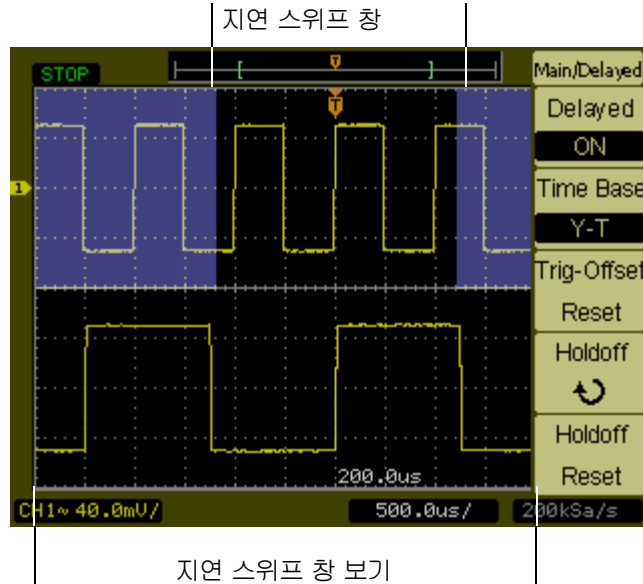 지연 스위프 창
STOP
T
T
1
Main/Delayed
Delayed
ON
Time Base
Y-T
Trig-Offset
Reset
Holdoff
Holdoff
Reset
200.0us
CH1~ 40.0mV/
500.0us/
200kSa/s
지연 스위프 창 보기